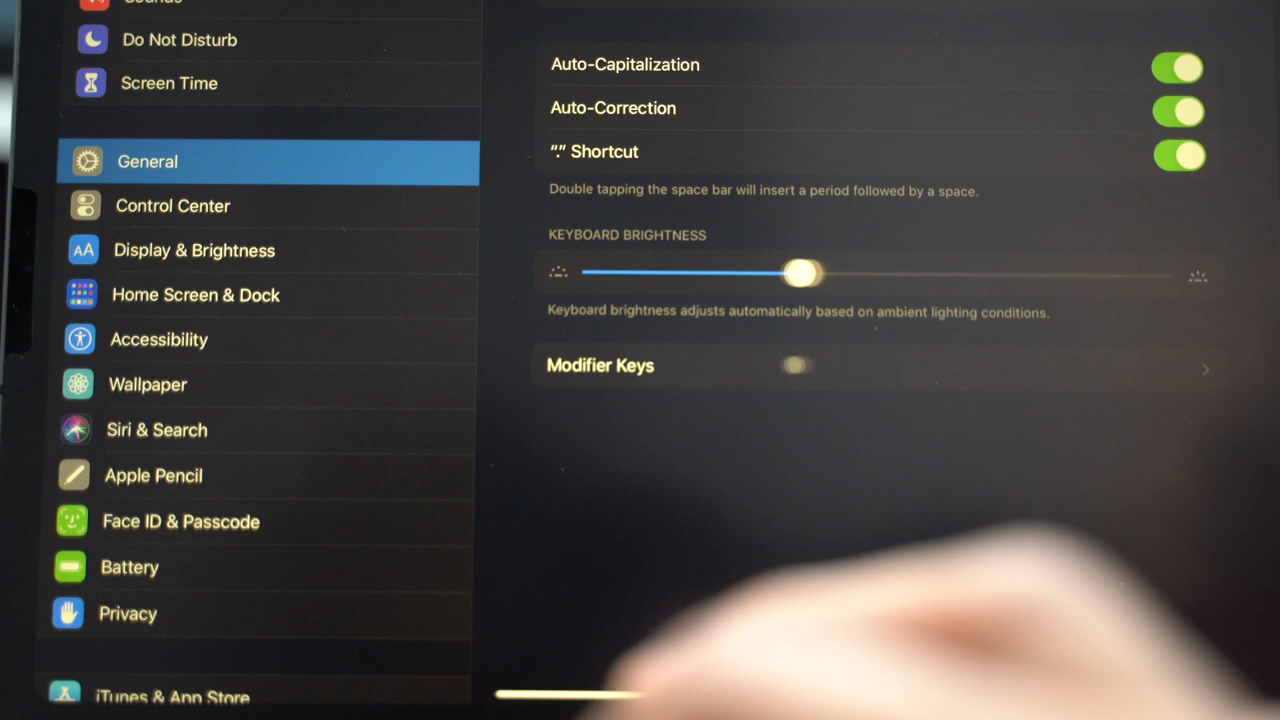 Sounds
Do Not Disturb
Screen Time
General
Control Center
AA Display & Brightness
Home Screen & Dock
Accessibility
Wallpaper
Siri & Search
Apple Pencil
Face ID & Passcode
Battery
Privacy
iTunes & App Store
Auto-Capitalization
Auto-Correction
“.” Shortcut
Double tapping the space bar will insert a period followed by a space.
KEYBOARD BRIGHTNESS
Keyboard brightness adjusts automatically based on ambient lighting conditions.
Modifier Keys